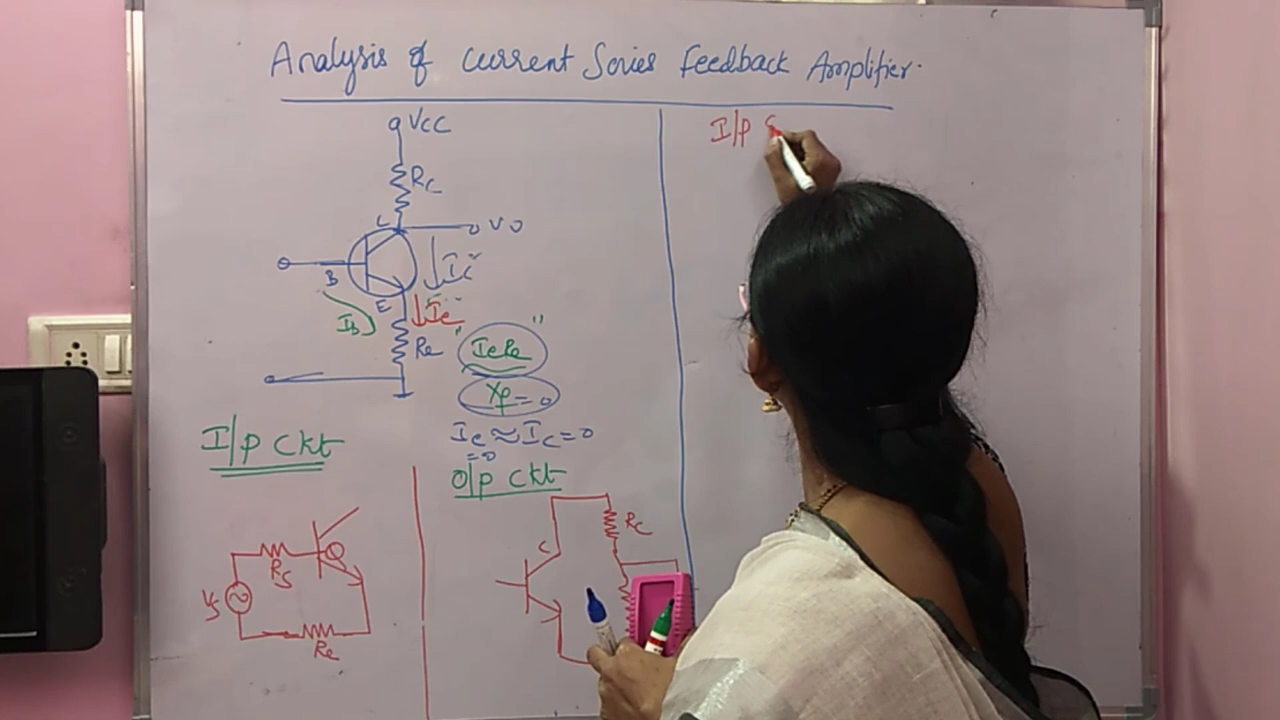 Analysis of Current Series Feedback Amplifier.
VCC
RC
C
VO
B
IC
E
Ie
Ib
Re
" IeRe "
Xf = 0
Ie ≈ IC = 0
= 0
I/p Ckt
O/p Ckt
RS
VS
Re
C
RC
I/p